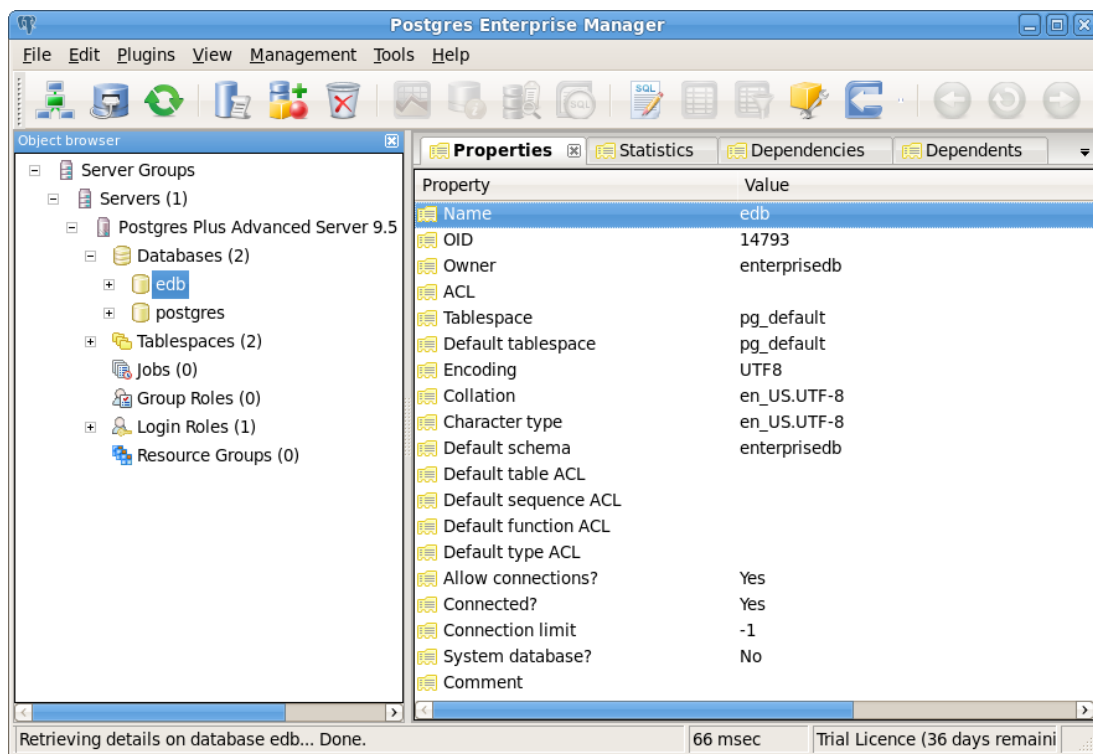 Postgres Enterprise Manager
File Edit Plugins View Management Tools Help
SQL
SQL
Object browser
Server Groups
Servers (1)
Postgres Plus Advanced Server 9.5
Databases (2)
edb
postgres
Tablespaces (2)
Jobs (0)
Group Roles (0)
Login Roles (1)
Resource Groups (0)
Properties Statistics Dependencies Dependents
Property Value
Name edb
OID 14793
Owner enterprisedb
ACL
Tablespace pg_default
Default tablespace pg_default
Encoding UTF8
Collation en_US.UTF-8
Character type en_US.UTF-8
Default schema enterprisedb
Default table ACL
Default sequence ACL
Default function ACL
Default type ACL
Allow connections? Yes
Connected? Yes
Connection limit -1
System database? No
Comment
Retrieving details on database edb... Done. 66 msec Trial Licence (36 days remaini